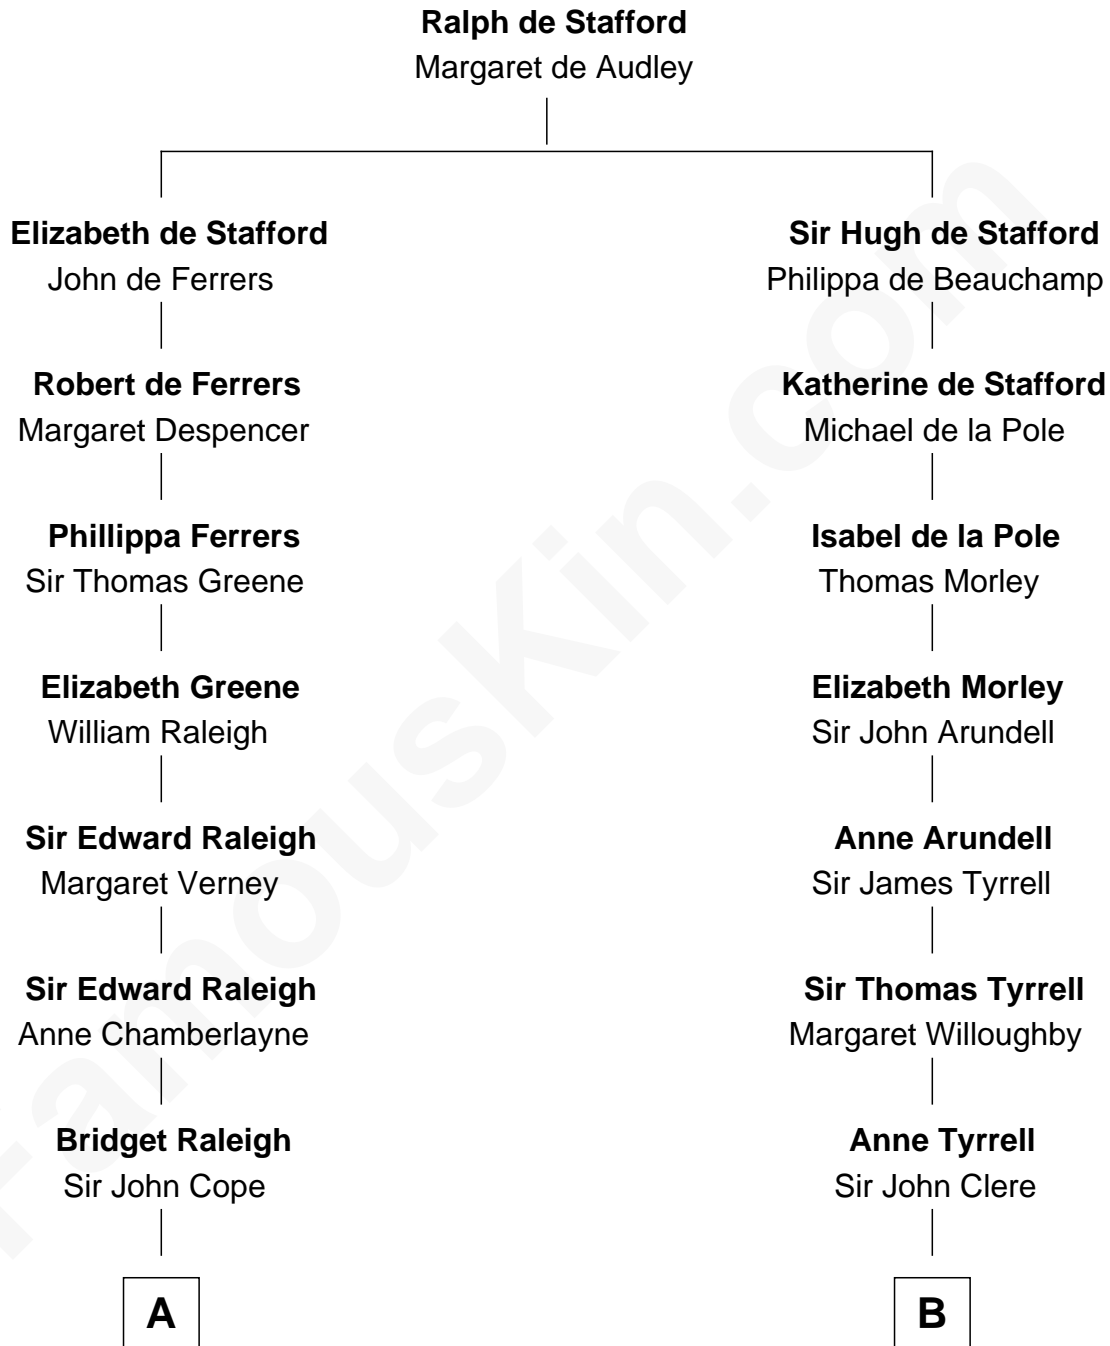 Ralph de Stafford
Margaret de Audley
Elizabeth de Stafford
John de Ferrers
Sir Hugh de Stafford
Philippa de Beauchamp
Robert de Ferrers
Margaret Despencer
Katherine de Stafford
Michael de la Pole
Phillippa Ferrers
Sir Thomas Greene
Isabel de la Pole
Thomas Morley
Elizabeth Greene
William Raleigh
Elizabeth Morley
Sir John Arundell
Sir Edward Raleigh
Margaret Verney
Anne Arundell
Sir James Tyrrell
Sir Edward Raleigh
Anne Chamberlayne
Sir Thomas Tyrrell
Margaret Willoughby
Bridget Raleigh
Sir John Cope
Anne Tyrrell
Sir John Clere
A
B
FamousKin.com